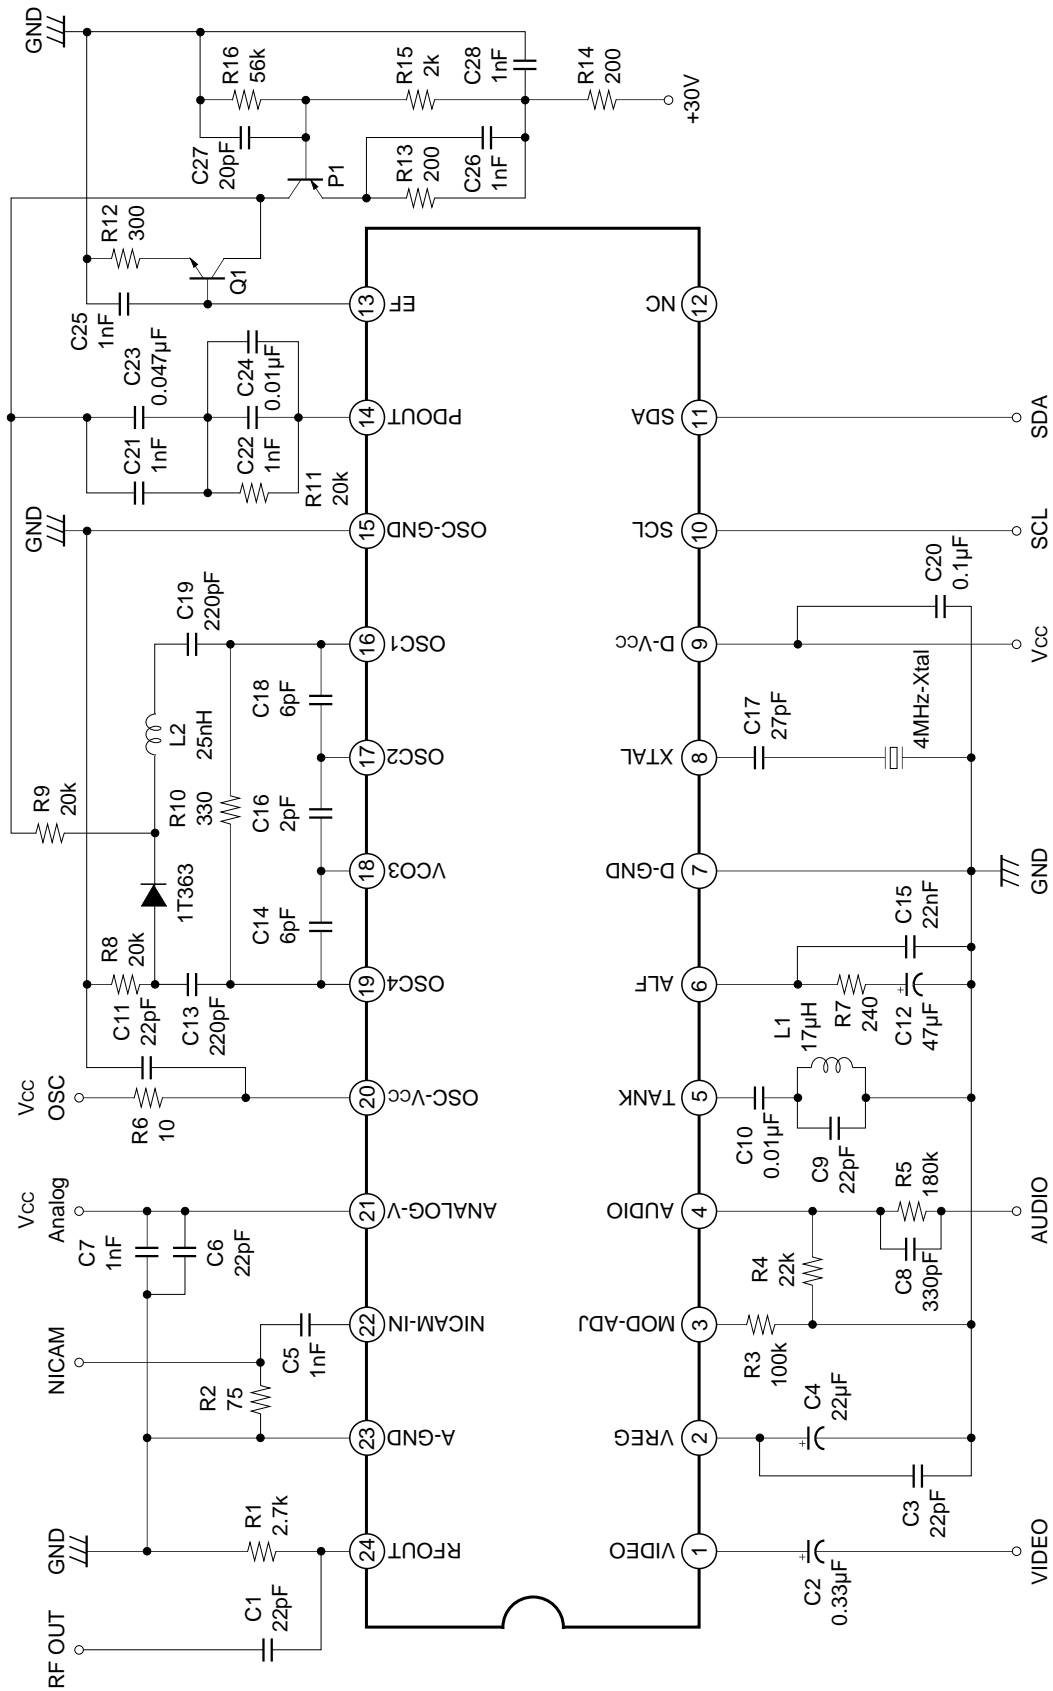 GND
R16
56k
R15
2k
C28
1nF
R14
200
+30V
C27
20pF
P1
R13
200
C26
1nF
R12
300
Q1
C25
1nF
C23
0.047µF
C24
0.01µF
C21
1nF
C22
1nF
R11
20k
GND
C19
220pF
L2
25nH
R9
20k
R10
330
C18
6pF
C16
2pF
1T363
C14
6pF
R8
20k
C11
22pF
C13
220pF
Vcc
OSC
R6
10
Vcc
Analog
C7
1nF
C6
22pF
NICAM
C5
1nF
R2
75
GND
R1
2.7k
RF OUT
C1
22pF
13
EF
14
PDOUT
15
OSC-GND
16
OSC1
17
OSC2
18
VCO3
19
OSC4
20
OSC-Vcc
21
ANALOG-V
22
NICAM-IN
23
A-GND
24
RFOUT
NC
12
SDA
11
SCL
10
D-Vcc
9
XTAL
8
D-GND
7
ALF
6
TANK
5
AUDIO
4
MOD-ADJ
3
VREG
2
VIDEO
1
SDA
SCL
C20
0.1µF
Vcc
C17
27pF
4MHz-Xtal
GND
C15
22nF
L1
17µH
R7
240
C12
+
47µF
C10
0.01µF
C9
22pF
R5
180k
C8
330pF
AUDIO
R4
22k
R3
100k
C4
+
22µF
C3
22pF
C2
+
0.33µF
VIDEO